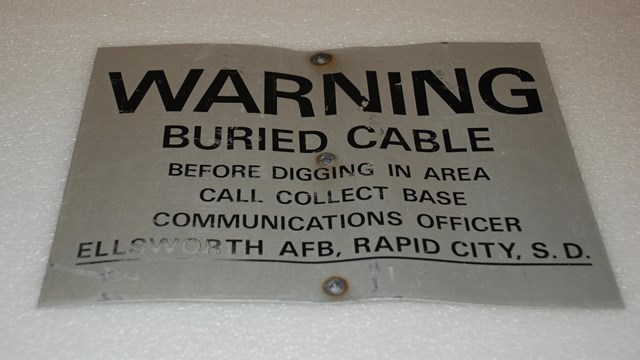 WARNING
BURIED CABLE
BEFORE DIGGING IN AREA
CALL COLLECT BASE
COMMUNICATIONS OFFICER
ELLSWORTH AFB, RAPID CITY, S. D.